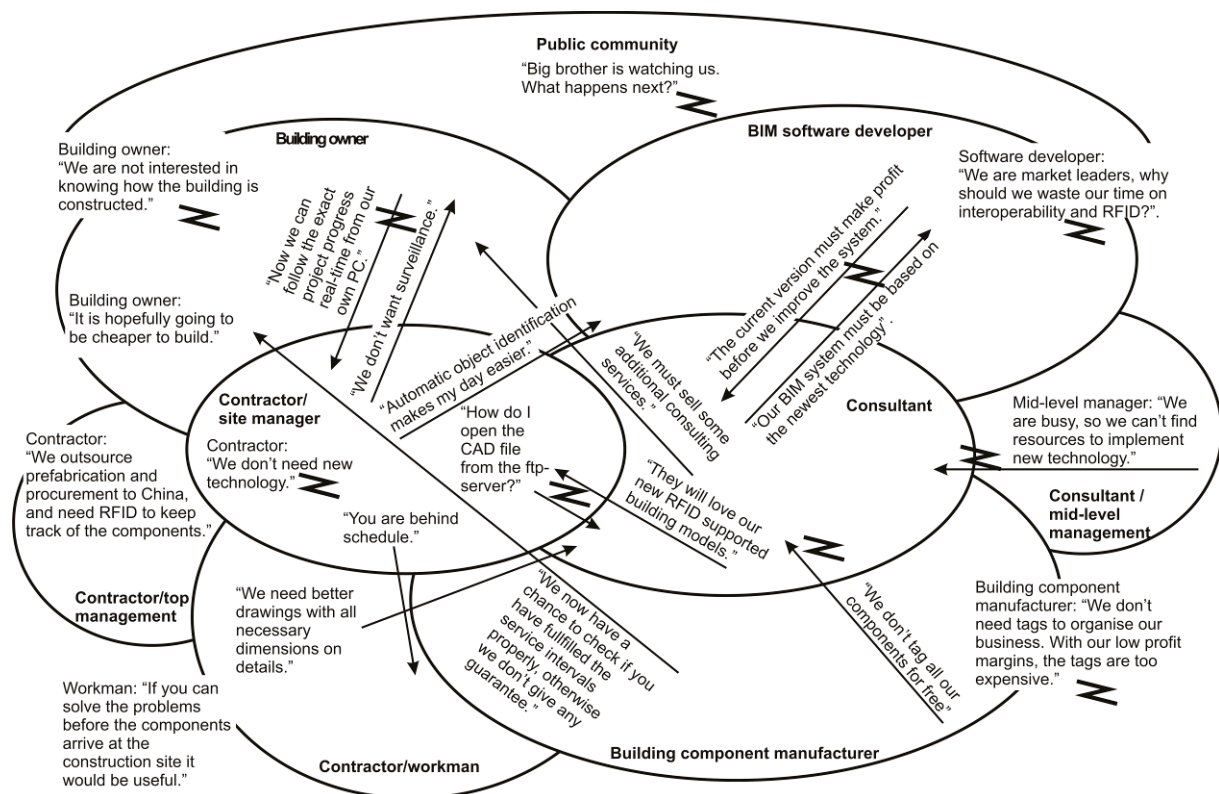 Public community
“Big brother is watching us.
What happens next?”
Building owner
BIM software developer
Building owner:
“We are not interested in
knowing how the building is
constructed.”
Software developer:
“We are market leaders, why
should we waste our time on
interoperability and RFID?”.
“Now we can
follow the exact
project progress
real-time from our
own PC.”
“We don’t want surveillance.”
“The current version must make profit
before we improve the system.”
“Our BIM system must be based on
the newest technology”.
Building owner:
“It is hopefully going to
be cheaper to build.”
“Automatic object identification
makes my day easier.”
“We must sell some
additional consulting
services.”
Contractor/
site manager
Contractor:
“We don’t need new
technology.”
“How do I
open the
CAD file
from the ftp-
server?”
Consultant
Mid-level manager: “We
are busy, so we can’t find
resources to implement
new technology.”
Consultant /
mid-level
management
Contractor:
“We outsource
prefabrication and
procurement to China,
and need RFID to keep
track of the components.”
Contractor/top
management
“You are behind
schedule.”
“They will love our
new RFID supported
building models.”
“We need better
drawings with all
necessary
dimensions on
details.”
“We now have a
chance to check if you
have fullfilled the
service intervals
properly, otherwise
we don’t give any
guarantee.”
“We don’t tag all our
components for free”
Building component
manufacturer: “We don’t
need tags to organise our
business. With our low profit
margins, the tags are too
expensive.”
Workman: “If you can
solve the problems
before the components
arrive at the
construction site it
would be useful.”
Contractor/workman
Building component manufacturer